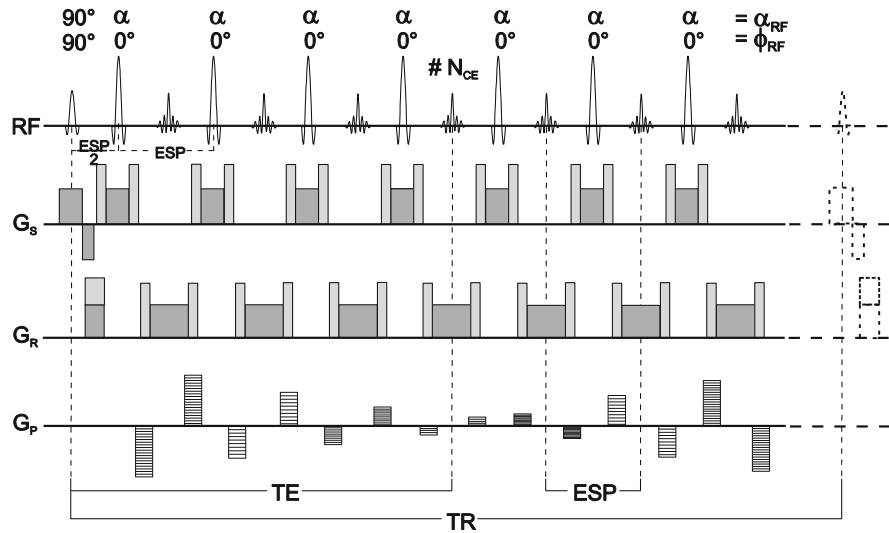 90° α α α α α α α = α_RF
90° 0° 0° 0° 0° 0° 0° 0° = ϕ_RF
# N_CE
RF
ESP
2
ESP
G_S
G_R
G_P
TE
ESP
TR